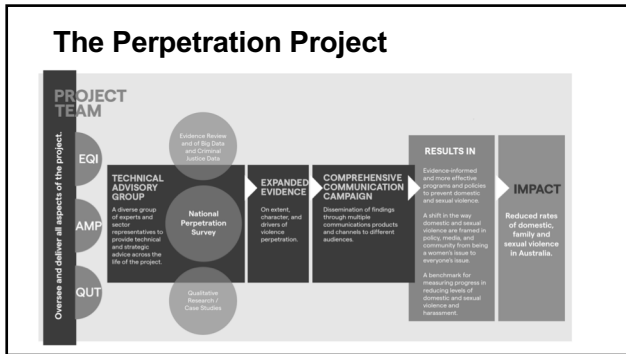 The Perpetration Project
PROJECT
TEAM
Oversee and deliver all aspects of the project.
EQI
AMP
QUT
TECHNICAL
ADVISORY
GROUP
A diverse group
of experts and
sector
representatives to
provide technical
and strategic
advice across the
life of the project.
Evidence Review
and of Big Data
and Criminal
Justice Data
National
Perpetration
Survey
Qualitative
Research /
Case Studies
EXPANDED
EVIDENCE
On extent,
character, and
drivers of
violence
perpetration.
COMPREHENSIVE
COMMUNICATION
CAMPAIGN
Dissemination of findings
through multiple
communications products
and channels to different
audiences.
RESULTS IN
Evidence-informed
and more effective
programs and policies
to prevent domestic
and sexual violence.
A shift in the way
domestic and sexual
violence are framed in
policy, media, and
community from being
a women's issue to
everyone's issue.
A benchmark for
measuring progress in
reducing levels of
domestic and sexual
violence and
harassment.
IMPACT
Reduced rates
of domestic,
family and
sexual violence
in Australia.